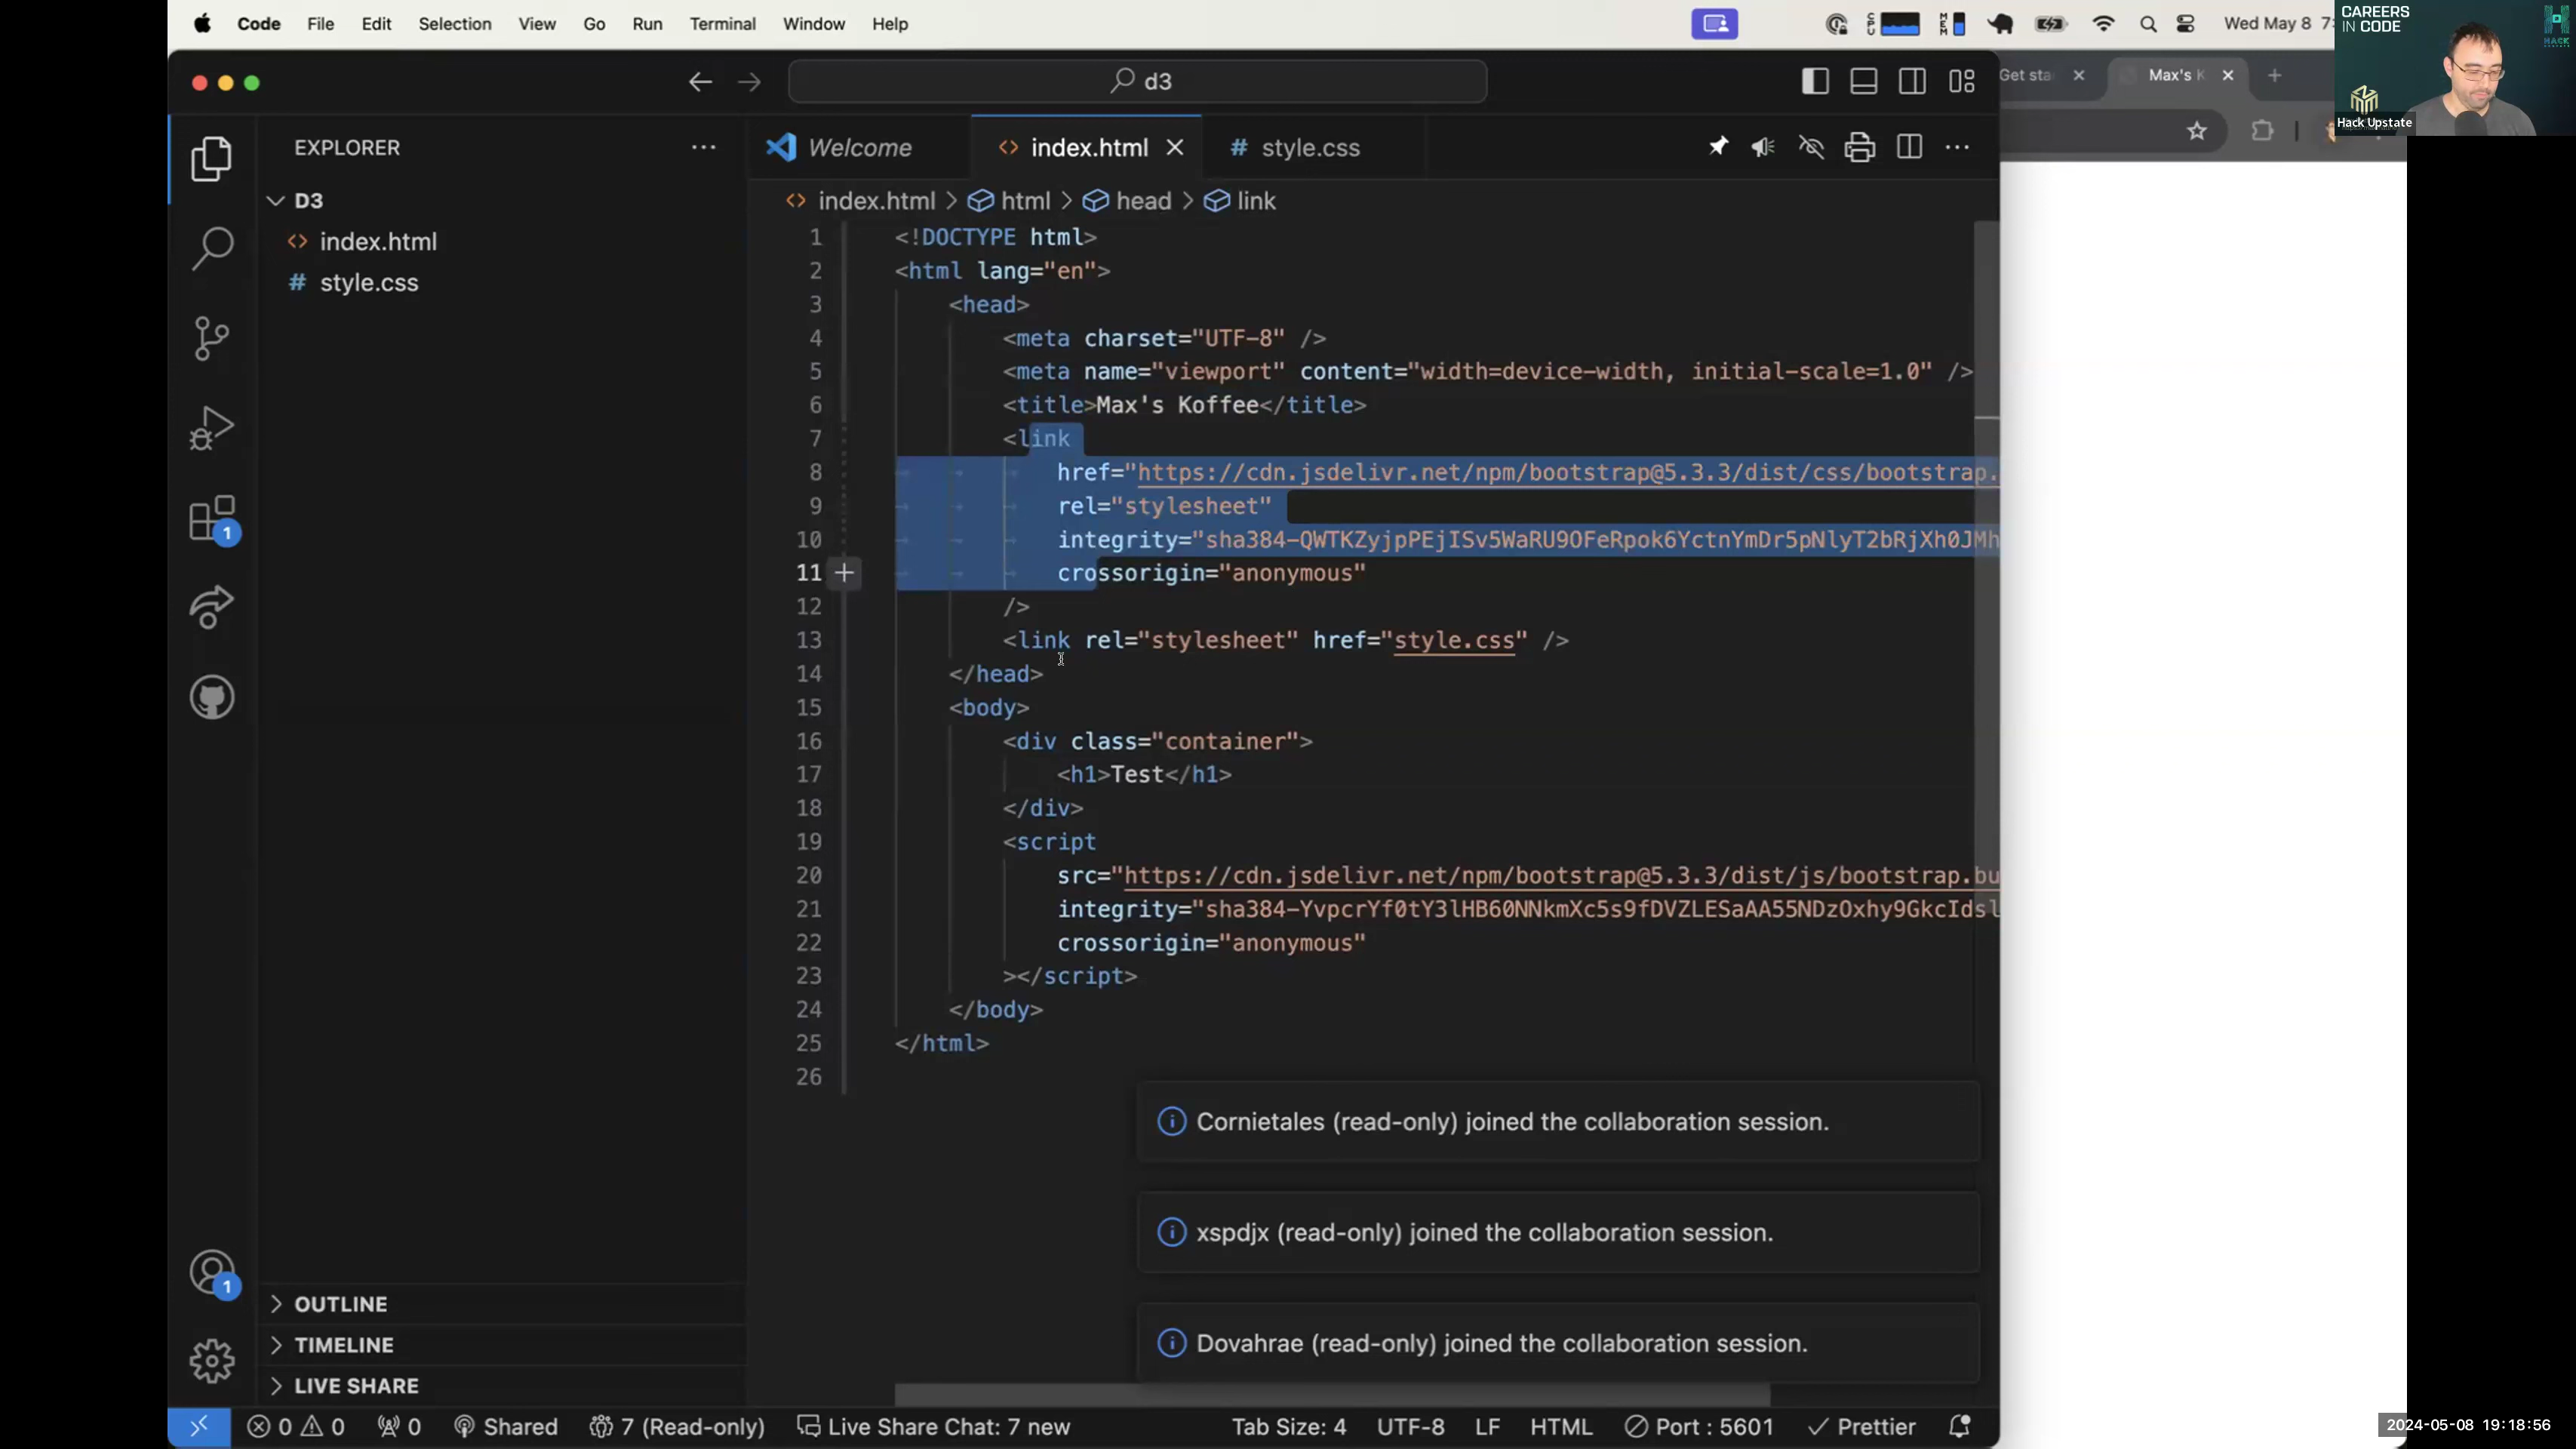 Code File Edit Selection View Go Run Terminal Window Help
CPU
MEM
Wed May 8 7:
CAREERS
IN CODE
HACK
Hack Upstate
d3
Get sta
Max's K
EXPLORER
Welcome
index.html
# style.css
D3
index.html
# style.css
index.html > html > head > link
1 <!DOCTYPE html>
2 <html lang="en">
3 <head>
4 <meta charset="UTF-8" />
5 <meta name="viewport" content="width=device-width, initial-scale=1.0" />
6 <title>Max's Koffee</title>
7 <link
8 href="https://cdn.jsdelivr.net/npm/bootstrap@5.3.3/dist/css/bootstrap.
9 rel="stylesheet"
10 integrity="sha384-QWTKZyjpPEjISv5WaRU9OFeRpok6YctnYmDr5pNlyT2bRjXh0JMh
11 crossorigin="anonymous"
12 />
13 <link rel="stylesheet" href="style.css" />
14 </head>
15 <body>
16 <div class="container">
17 <h1>Test</h1>
18 </div>
19 <script
20 src="https://cdn.jsdelivr.net/npm/bootstrap@5.3.3/dist/js/bootstrap.bu
21 integrity="sha384-YvpcrYf0tY3lHB60NNkmXc5s9fDVZLESaAA55NDzOxhy9GkcIdsl
22 crossorigin="anonymous"
23 ></script>
24 </body>
25 </html>
26
Cornietales (read-only) joined the collaboration session.
xspdjx (read-only) joined the collaboration session.
Dovahrae (read-only) joined the collaboration session.
1
1
OUTLINE
TIMELINE
LIVE SHARE
0 0 0 Shared 7 (Read-only) Live Share Chat: 7 new Tab Size: 4 UTF-8 LF HTML Port : 5601 Prettier
2024-05-08 19:18:56